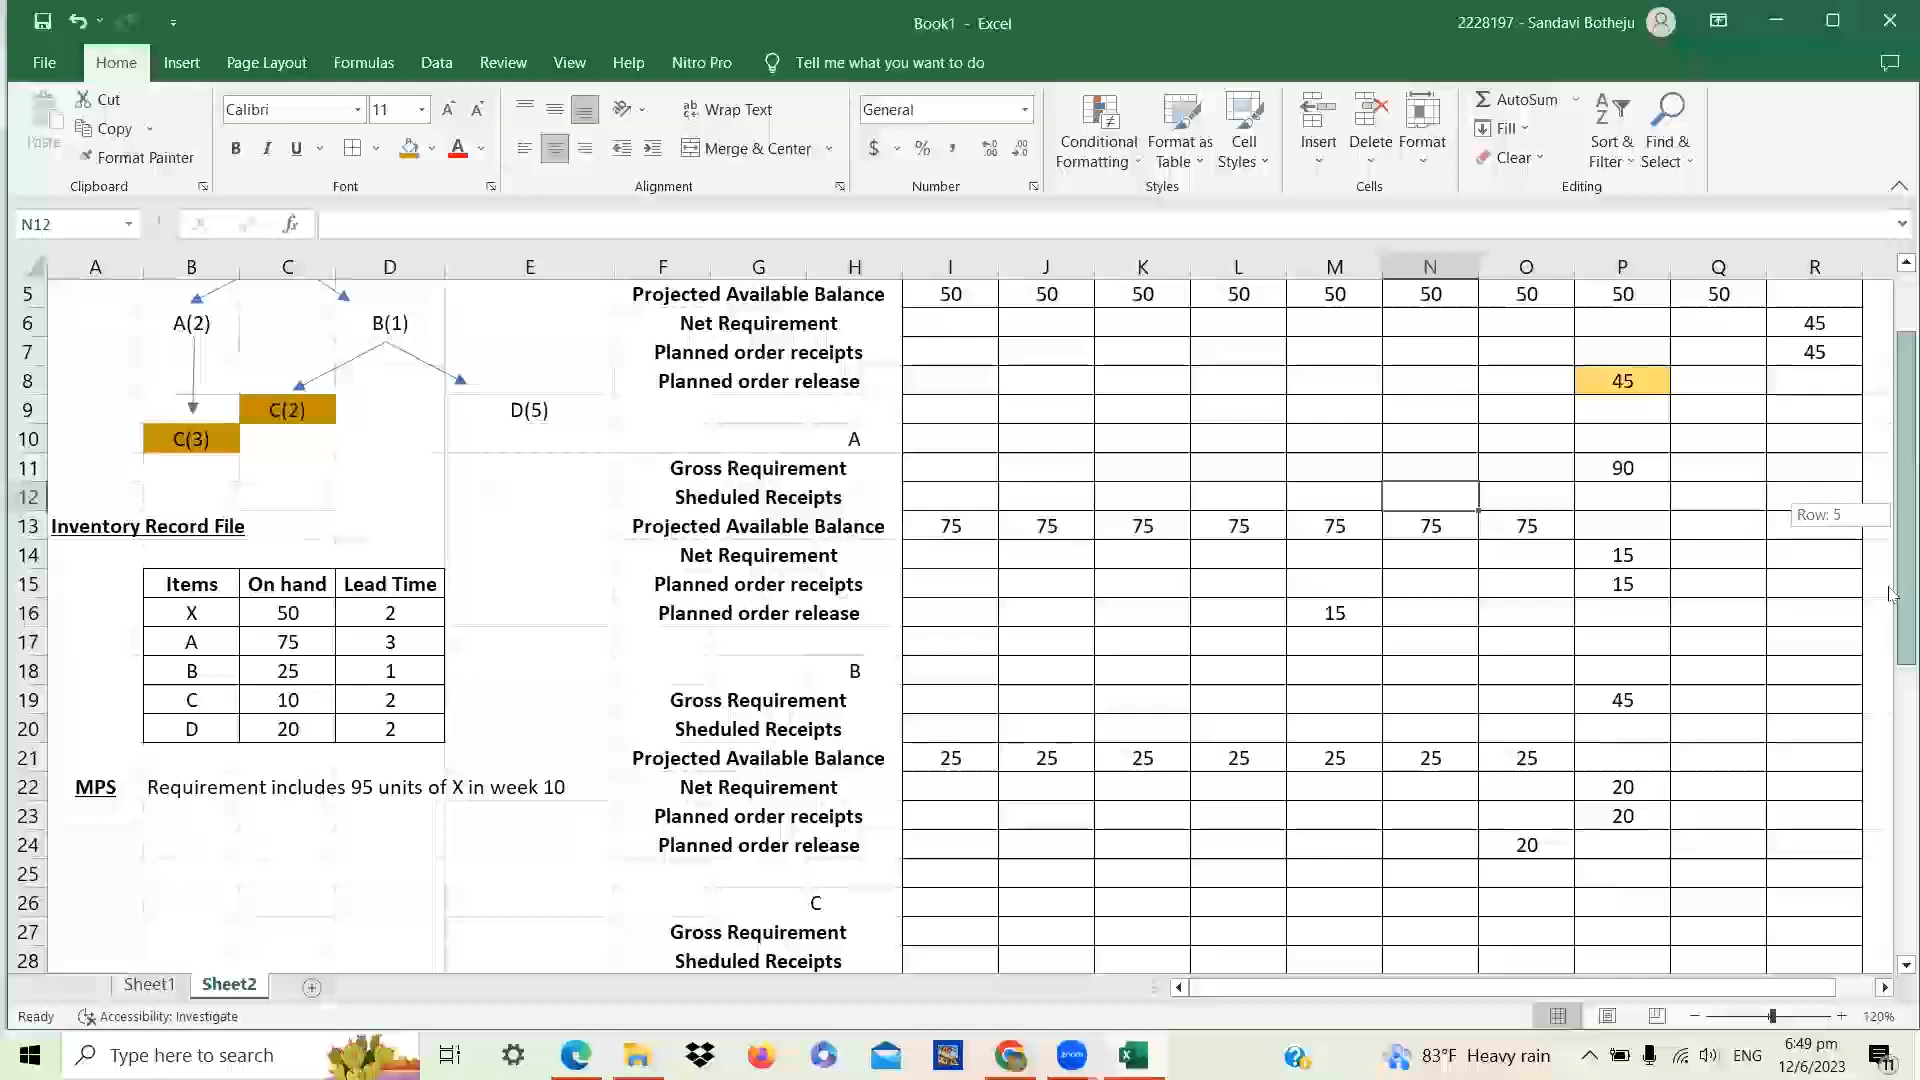 Book1 - Excel
2228197 - Sandavi Botheju
File Home Insert Page Layout Formulas Data Review View Help Nitro Pro Tell me what you want to do
Cut
Copy
Format Painter
Paste
Clipboard
Calibri 11
B I U
Font
Wrap Text
Merge & Center
Alignment
General
$ % ,
Number
Conditional Formatting
Format as Table
Cell Styles
Styles
Insert Delete Format
Cells
AutoSum
Fill
Clear
Sort & Filter
Find & Select
Editing
N12 fx
A B C D E F G H I J K L M N O P Q R
5 Projected Available Balance 50 50 50 50 50 50 50 50 50
6 A(2) B(1) Net Requirement 45
7 Planned order receipts 45
8 Planned order release 45
9 C(2) D(5)
10 C(3) A
11 Gross Requirement 90
12 Sheduled Receipts
Row: 5
13 Inventory Record File Projected Available Balance 75 75 75 75 75 75 75
14 Net Requirement 15
15 Items On hand Lead Time Planned order receipts 15
16 X 50 2 Planned order release 15
17 A 75 3
18 B 25 1 B
19 C 10 2 Gross Requirement 45
20 D 20 2 Sheduled Receipts
21 Projected Available Balance 25 25 25 25 25 25 25
22 MPS Requirement includes 95 units of X in week 10 Net Requirement 20
23 Planned order receipts 20
24 Planned order release 20
25
26 C
27 Gross Requirement
28 Sheduled Receipts
Sheet1 Sheet2
Ready Accessibility: Investigate 120%
Type here to search
zoom
83°F Heavy rain
ENG
6:49 pm
12/6/2023
11